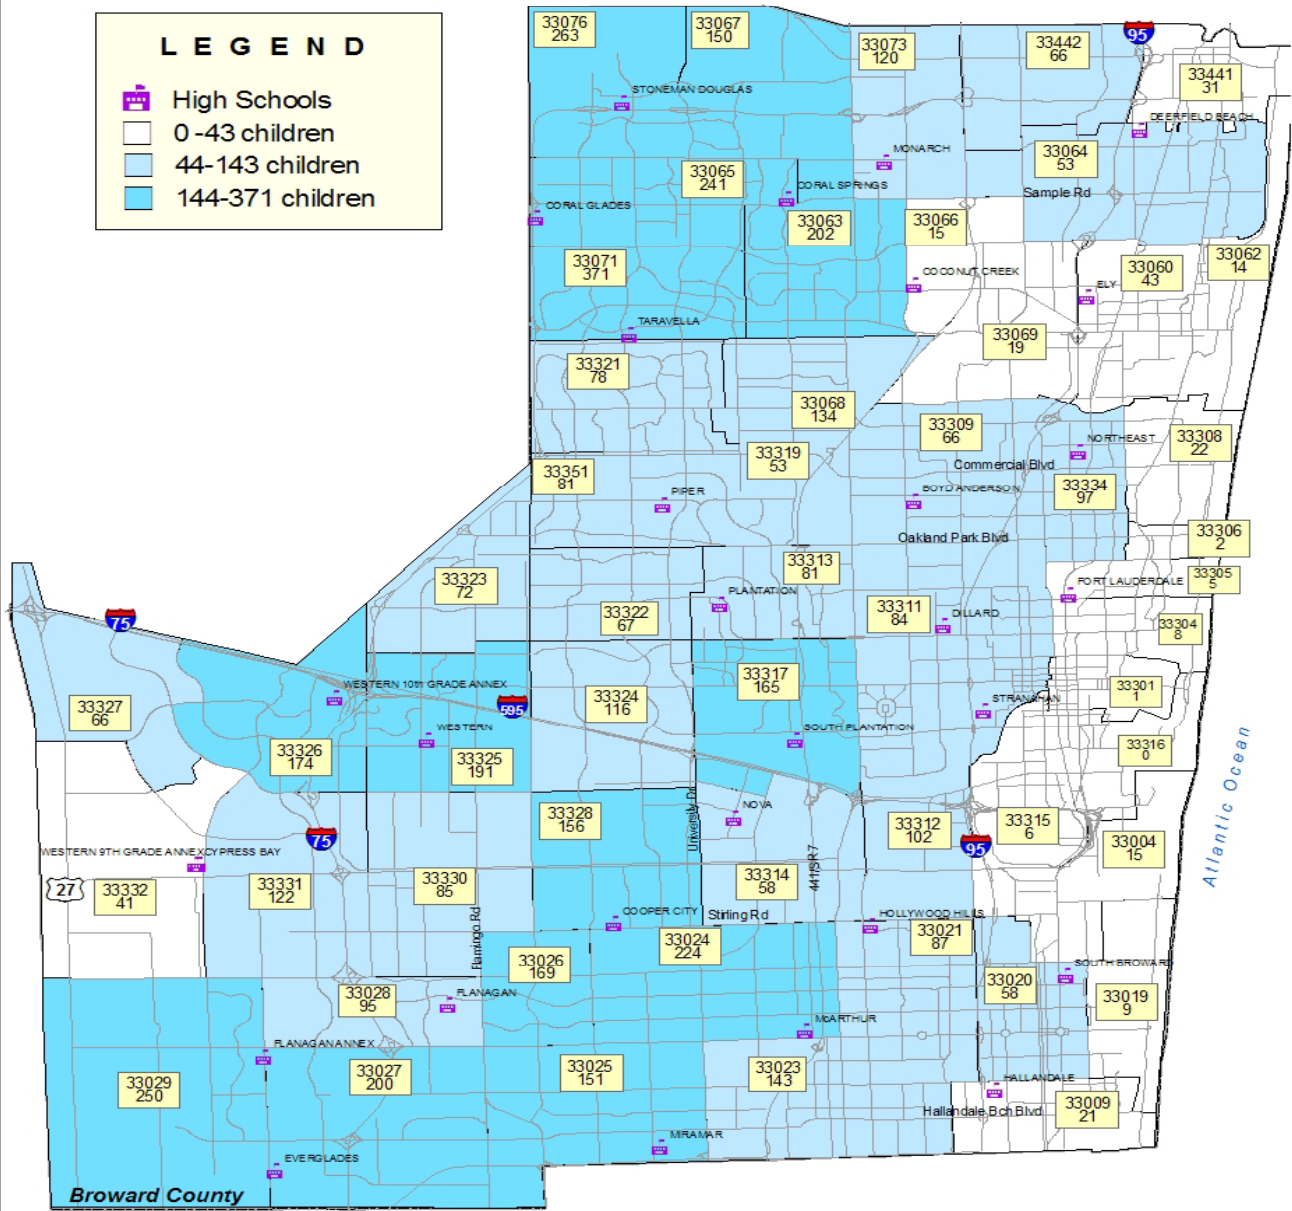 L E G E N D
High Schools
0 -43 children
44-143 children
144-371 children
33076
263
33067
150
33073
120
33442
66
95
33441
31
STONEMAN DOUGLAS
DEERFIELD BEACH
MONARCH
33064
53
33065
241
CORAL SPRINGS
Sample Rd
CORAL GLADES
33063
202
33066
15
33062
14
33071
371
COCONUT CREEK
33060
43
ELY
TARAVELLA
33069
19
33321
78
33068
134
33309
66
NORTHEAST
33308
22
33319
53
Commercial Blvd
33351
81
PIPER
BOYD ANDERSON
33334
97
Oakland Park Blvd
33306
2
33323
72
33313
81
FORT LAUDERDALE
33305
5
PLANTATION
33322
67
33311
84
DILLARD
33304
8
75
WESTERN 10th GRADE ANNEX
33317
165
33301
1
33327
66
595
33324
116
STRANAHAN
WESTERN
SOUTH PLANTATION
33326
174
33325
191
33316
0
Atlantic Ocean
33328
156
University Dr
NOVA
75
33312
102
33315
6
95
33004
15
WESTERN 9TH GRADE ANNEX
CYPRESS BAY
27
33332
41
33331
122
33330
85
33314
58
441/SR 7
COOPER CITY
Stirling Rd
HOLLYWOOD HILLS
Flamingo Rd
33024
224
33021
87
33026
169
SOUTH BROWARD
33020
58
33028
95
FLANAGAN
33019
9
McARTHUR
FLANAGAN ANNEX
33029
250
33027
200
33025
151
33023
143
HALLANDALE
Hallandale Bch Blvd
33009
21
MIRAMAR
EVERGLADES
Broward County